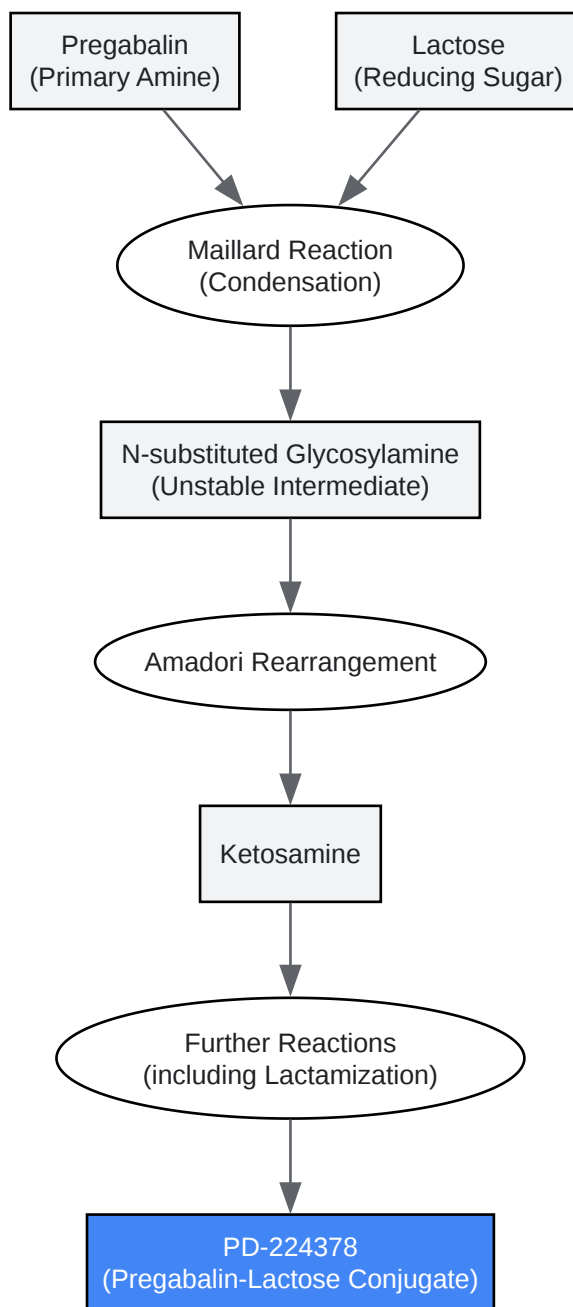 Pregabalin
(Primary Amine)
Lactose
(Reducing Sugar)
Maillard Reaction
(Condensation)
N-substituted Glycosylamine
(Unstable Intermediate)
Amadori Rearrangement
Ketosamine
Further Reactions
(including Lactamization)
PD-224378
(Pregabalin-Lactose Conjugate)